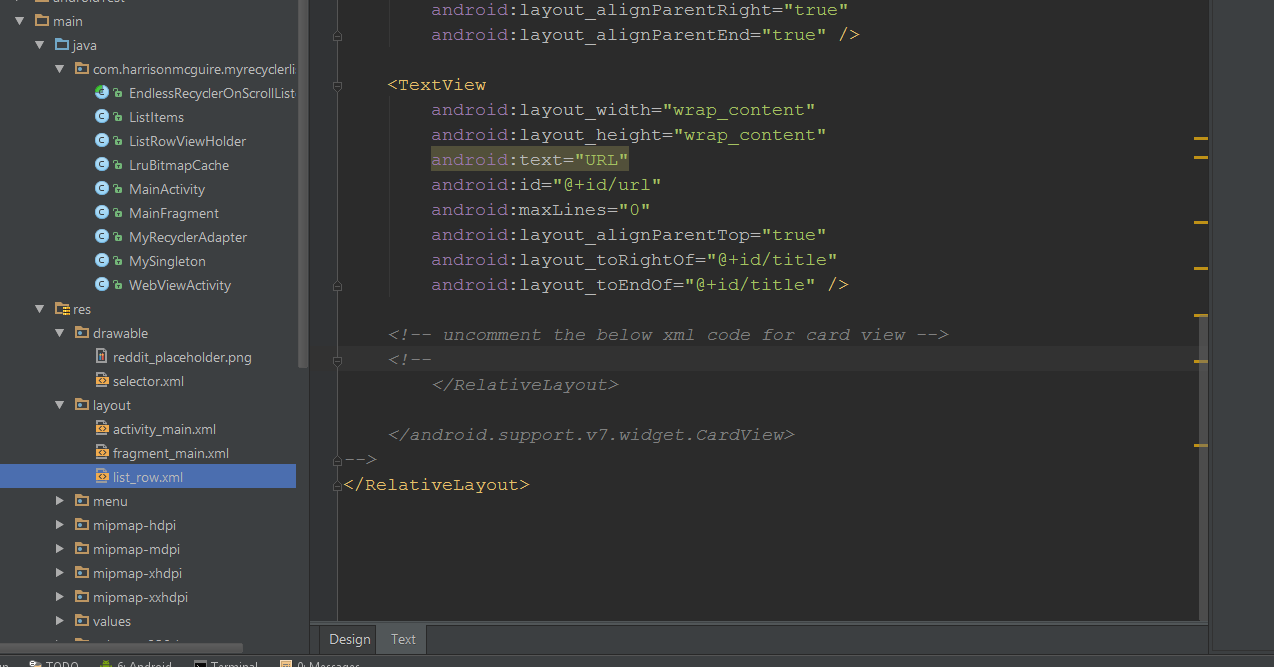 main
java
com.harrisonmcguire.myrecyclerli
EndlessRecyclerOnScrollList
ListItems
ListRowViewHolder
LruBitmapCache
MainActivity
MainFragment
MyRecyclerAdapter
MySingleton
WebViewActivity
res
drawable
reddit_placeholder.png
selector.xml
layout
activity_main.xml
fragment_main.xml
list_row.xml
menu
mipmap-hdpi
mipmap-mdpi
mipmap-xhdpi
mipmap-xxhdpi
values
android:layout_alignParentRight="true"
android:layout_alignParentEnd="true" />
<TextView
android:layout_width="wrap_content"
android:layout_height="wrap_content"
android:text="URL"
android:id="@+id/url"
android:maxLines="0"
android:layout_alignParentTop="true"
android:layout_toRightOf="@+id/title"
android:layout_toEndOf="@+id/title" />
<!-- uncomment the below xml code for card view -->
<!--
</RelativeLayout>
</android.support.v7.widget.CardView>
-->
</RelativeLayout>
Design Text
TODO 6: Android Terminal 0: Messages